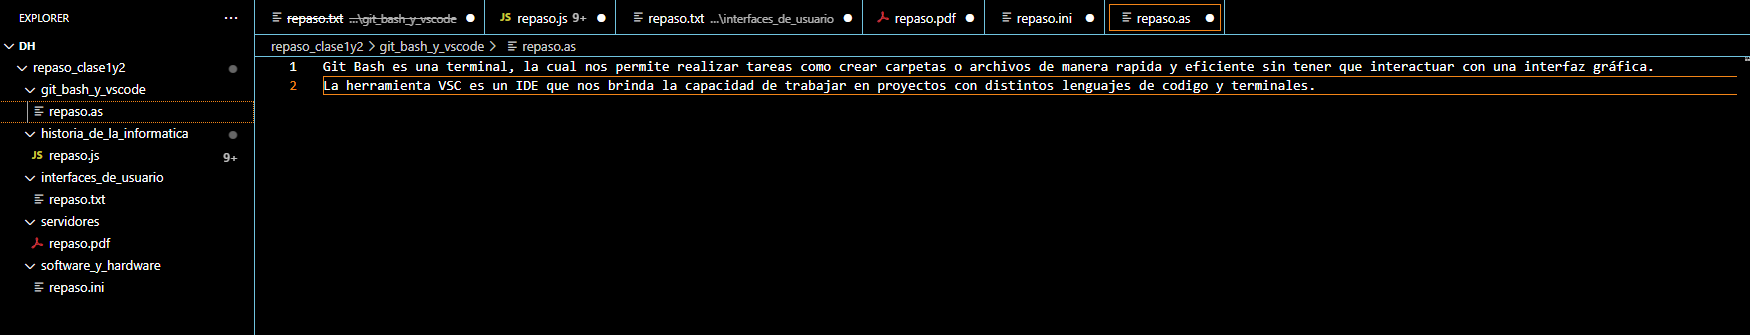 EXPLORER ...
DH
repaso_clase1y2
git_bash_y_vscode
repaso.as
historia_de_la_informatica
JS repaso.js 9+
interfaces_de_usuario
repaso.txt
servidores
repaso.pdf
software_y_hardware
repaso.ini
repaso.txt ...\git_bash_y_vscode JS repaso.js 9+ repaso.txt ...\interfaces_de_usuario repaso.pdf repaso.ini repaso.as
repaso_clase1y2 > git_bash_y_vscode > repaso.as
1 Git Bash es una terminal, la cual nos permite realizar tareas como crear carpetas o archivos de manera rapida y eficiente sin tener que interactuar con una interfaz gráfica.
2 La herramienta VSC es un IDE que nos brinda la capacidad de trabajar en proyectos con distintos lenguajes de codigo y terminales.